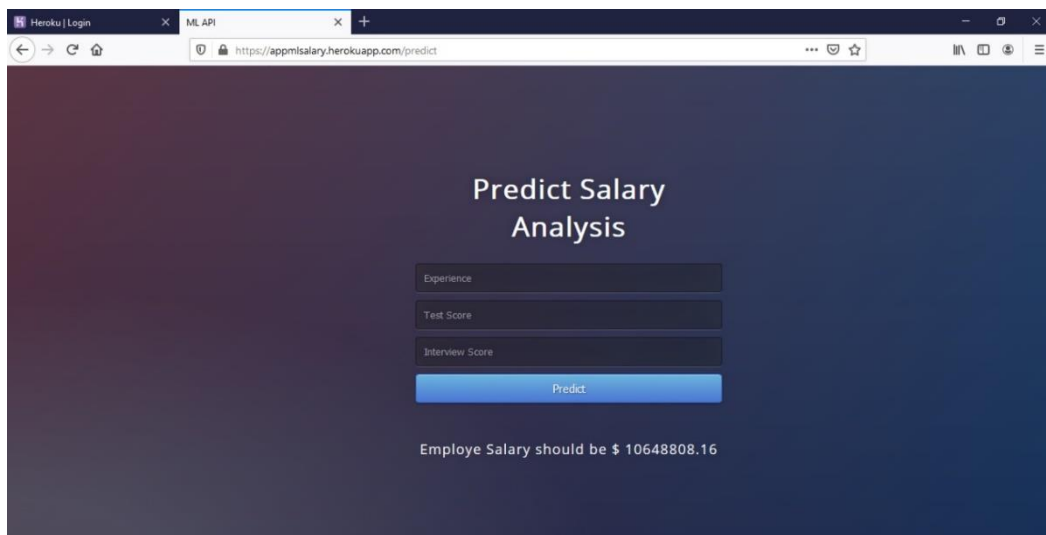 Heroku | Login
ML API
https://appmlsalary.herokuapp.com/predict
Predict Salary
Analysis
Experience
Test Score
Interview Score
Predict
Employe Salary should be $ 10648808.16